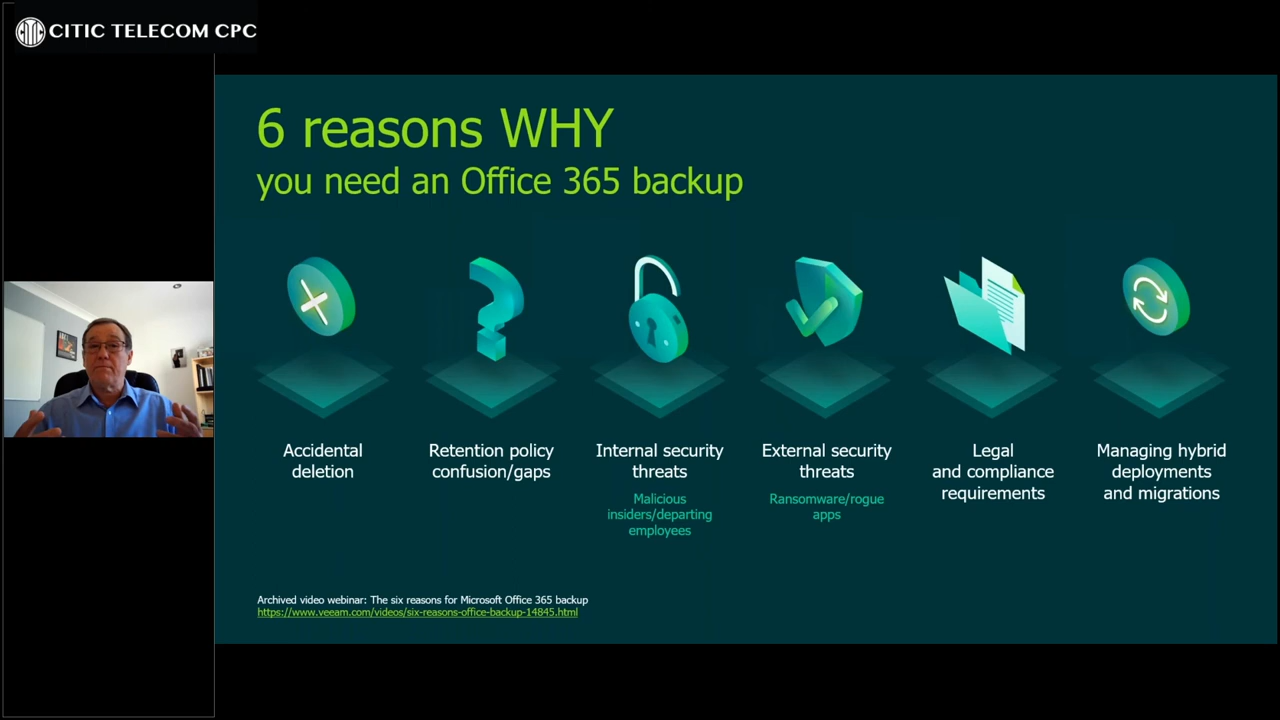 CITIC TELECOM CPC
6 reasons WHY
you need an Office 365 backup
Accidental
deletion
Retention policy
confusion/gaps
Internal security
threats
Malicious
insiders/departing
employees
External security
threats
Ransomware/rogue
apps
Legal
and compliance
requirements
Managing hybrid
deployments
and migrations
Archived video webinar: The six reasons for Microsoft Office 365 backup
https://www.veeam.com/videos/six-reasons-office-backup-14845.html